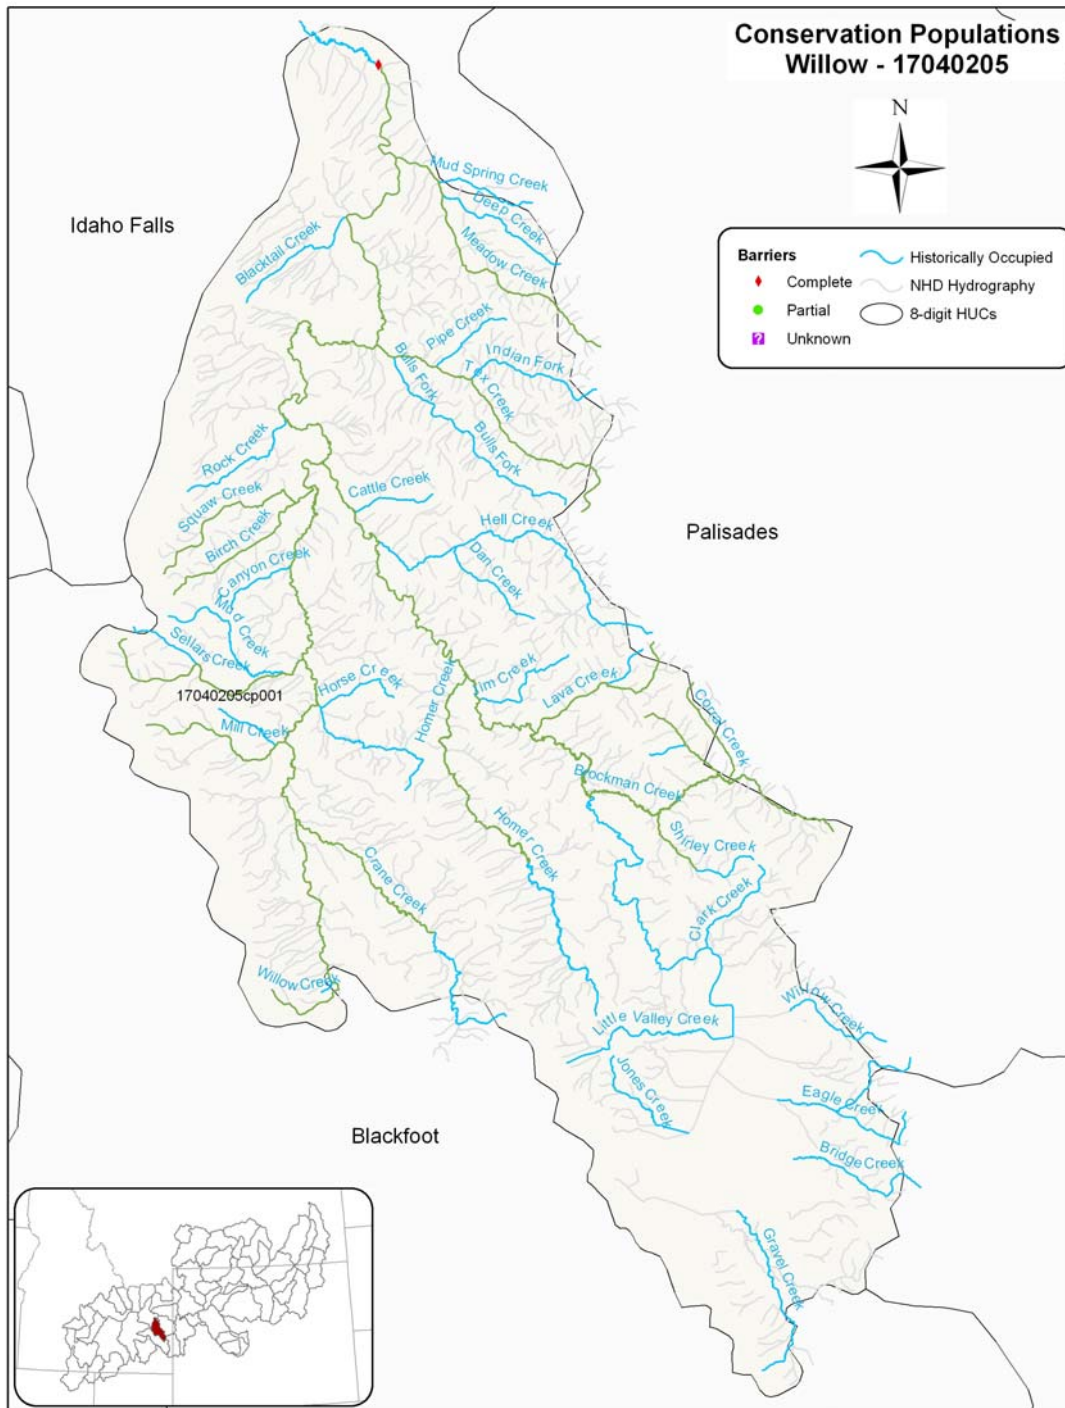 Conservation Populations
Willow - 17040205
N
Idaho Falls
Barriers
Complete
Partial
Unknown
Historically Occupied
NHD Hydrography
8-digit HUCs
Mud Spring Creek
Deep Creek
Blacktail Creek
Meadow Creek
Pipe Creek
Indian Fork
Bulls Fork
Tex Creek
Bulls Fork
Rock Creek
Cattle Creek
Squaw Creek
Hell Creek
Palisades
Birch Creek
Dan Creek
Canyon Creek
Mud Creek
Sellars Creek
17040205cp001
Horse Creek
Homer Creek
Jim Creek
Lava Creek
Corral Creek
Mill Creek
Brockman Creek
Homer Creek
Shirley Creek
Crane Creek
Clark Creek
Willow Creek
Willow Creek
Little Valley Creek
Jones Creek
Eagle Creek
Blackfoot
Bridge Creek
Gravel Creek